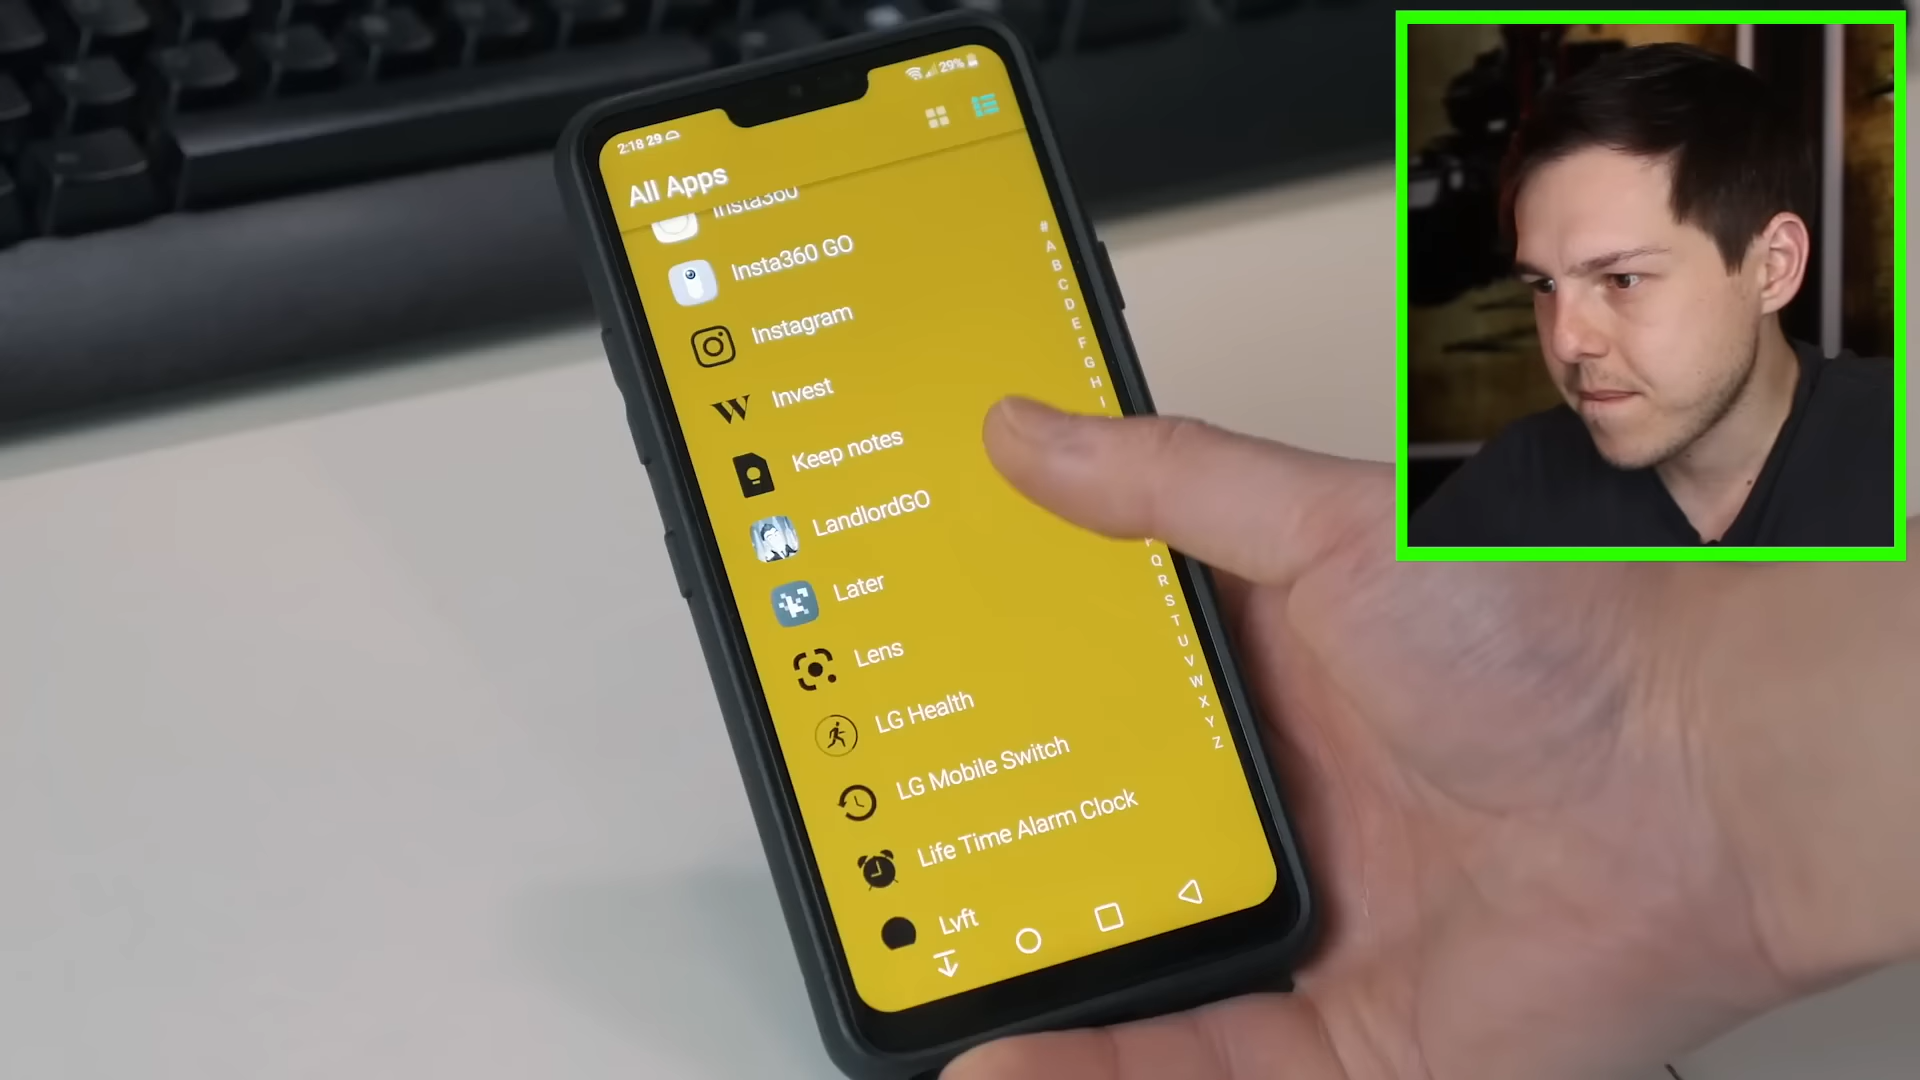 2:18 29
29%
All Apps
Insta360
Insta360 GO
Instagram
W Invest
Keep notes
LandlordGO
Later
Lens
LG Health
LG Mobile Switch
Life Time Alarm Clock
Lyft
#
A
B
C
D
E
F
G
H
I
P
Q
R
S
T
U
V
W
X
Y
Z